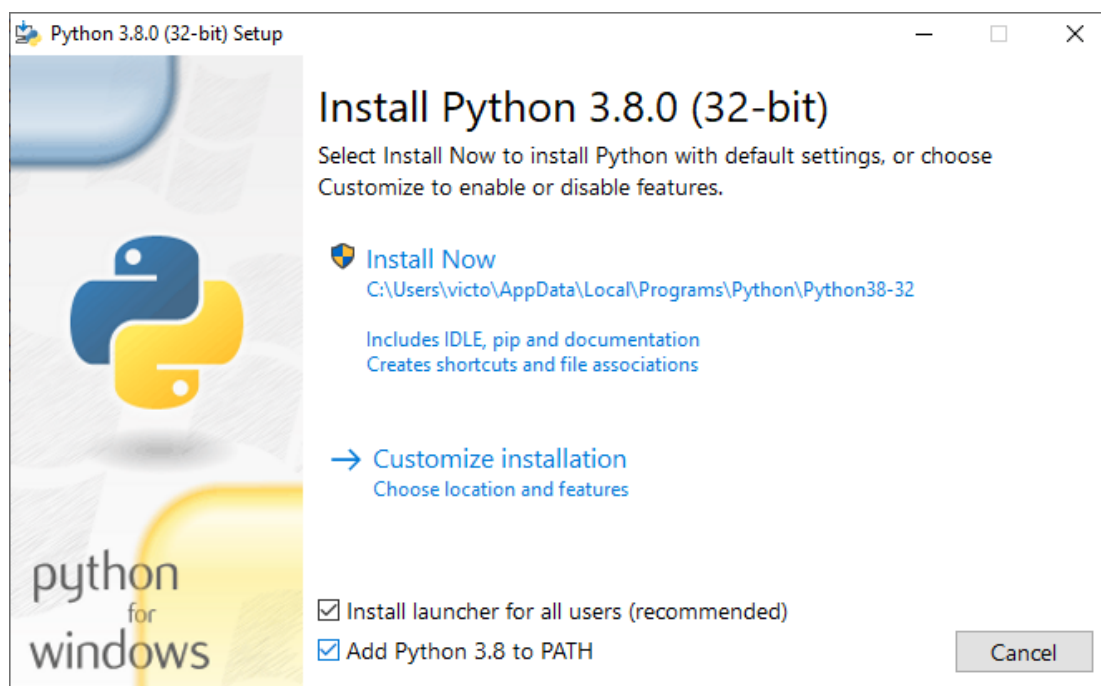 Python 3.8.0 (32-bit) Setup
Install Python 3.8.0 (32-bit)
Select Install Now to install Python with default settings, or choose
Customize to enable or disable features.
Install Now
C:\Users\victo\AppData\Local\Programs\Python\Python38-32
Includes IDLE, pip and documentation
Creates shortcuts and file associations
Customize installation
Choose location and features
python
for
windows
Install launcher for all users (recommended)
Add Python 3.8 to PATH
Cancel